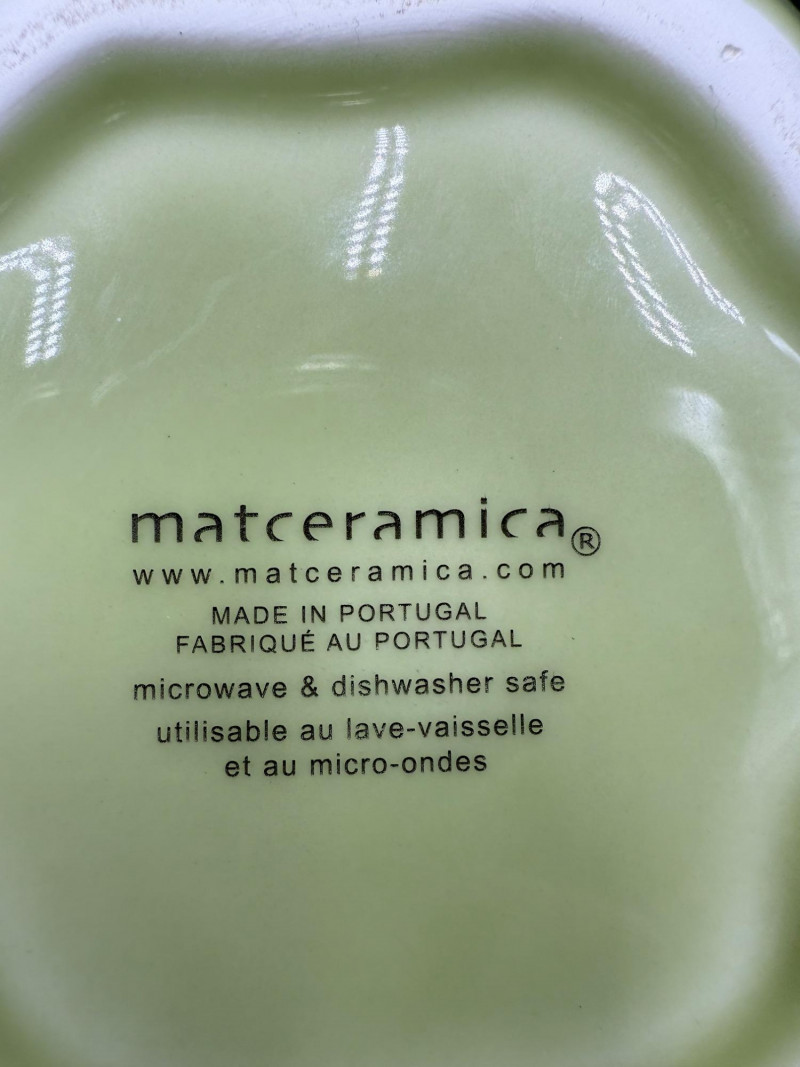 matceramica®
www.matceramica.com
MADE IN PORTUGAL
FABRIQUÉ AU PORTUGAL
microwave & dishwasher safe
utilisable au lave-vaisselle
et au micro-ondes